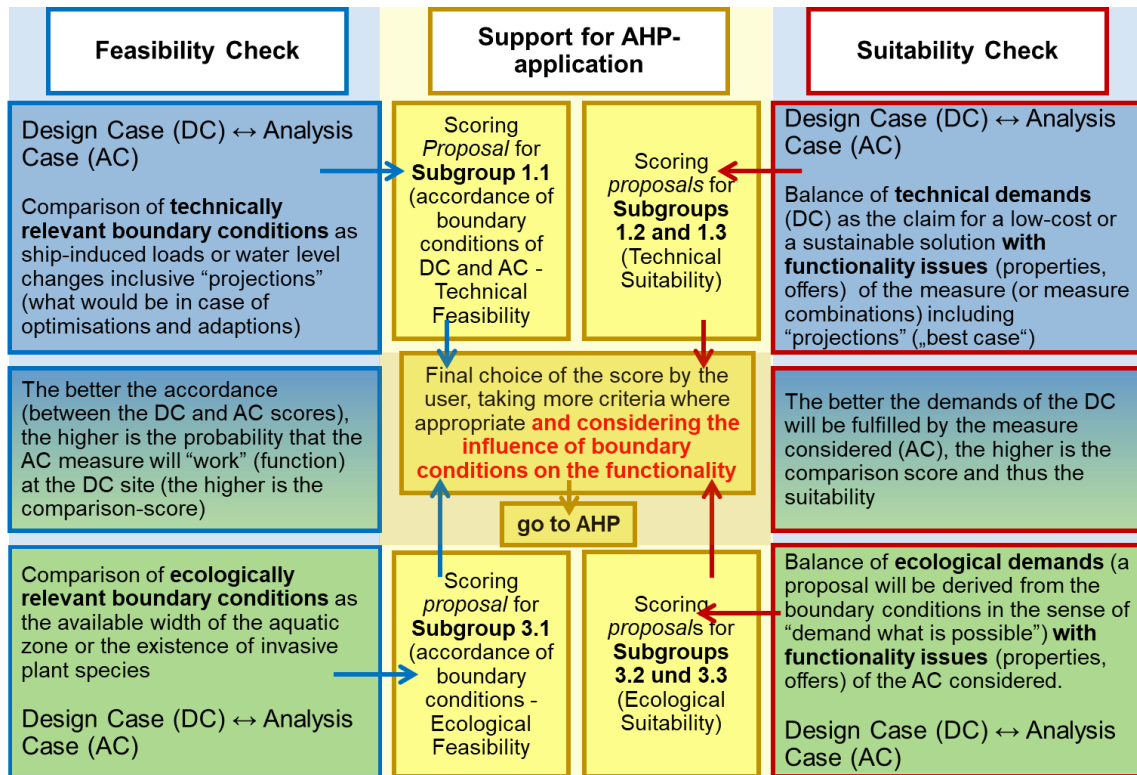 Feasibility Check
Support for AHP-
application
Suitability Check
Design Case (DC) ↔ Analysis
Case (AC)
Comparison of technically
relevant boundary conditions as
ship-induced loads or water level
changes inclusive “projections”
(what would be in case of
optimisations and adaptions)
Scoring
Proposal for
Subgroup 1.1
(accordance of
boundary
conditions of
DC and AC -
Technical
Feasibility
Scoring
proposals for
Subgroups
1.2 and 1.3
(Technical
Suitability)
Design Case (DC) ↔ Analysis
Case (AC)
Balance of technical demands
(DC) as the claim for a low-cost or
a sustainable solution with
functionality issues (properties,
offers) of the measure (or measure
combinations) including
“projections” („best case“)
The better the accordance
(between the DC and AC scores),
the higher is the probability that the
AC measure will “work” (function)
at the DC site (the higher is the
comparison-score)
Final choice of the score by the
user, taking more criteria where
appropriate and considering the
influence of boundary
conditions on the functionality
go to AHP
The better the demands of the DC
will be fulfilled by the measure
considered (AC), the higher is the
comparison score and thus the
suitability
Comparison of ecologically
relevant boundary conditions as
the available width of the aquatic
zone or the existence of invasive
plant species
Design Case (DC) ↔ Analysis
Case (AC)
Scoring
proposal for
Subgroup 3.1
(accordance of
boundary
conditions -
Ecological
Feasibility
Scoring
proposals for
Subgroups
3.2 und 3.3
(Ecological
Suitability)
Balance of ecological demands (a
proposal will be derived from the
boundary conditions in the sense of
“demand what is possible”) with
functionality issues (properties,
offers) of the AC considered.
Design Case (DC) ↔ Analysis
Case (AC)